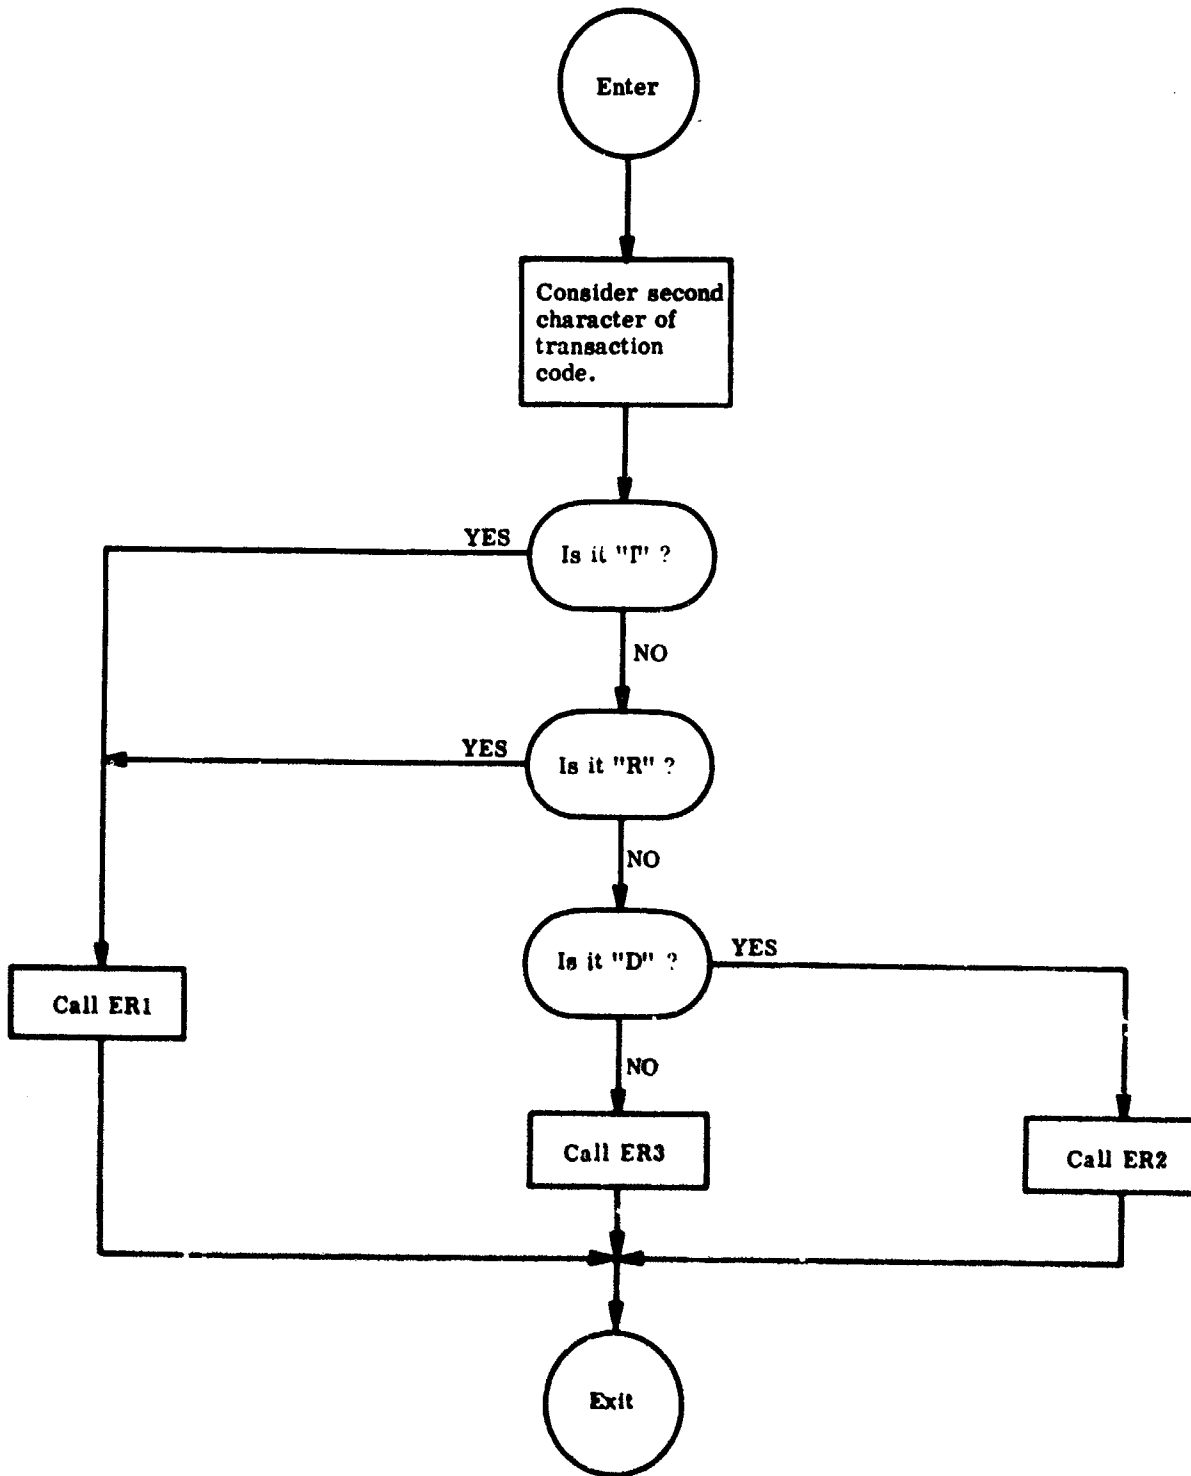 Enter
Consider second
character of
transaction
code.
YES
Is it "I" ?
NO
YES
Is it "R" ?
NO
Is it "D" ?
YES
Call ER1
NO
Call ER3
Call ER2
Exit